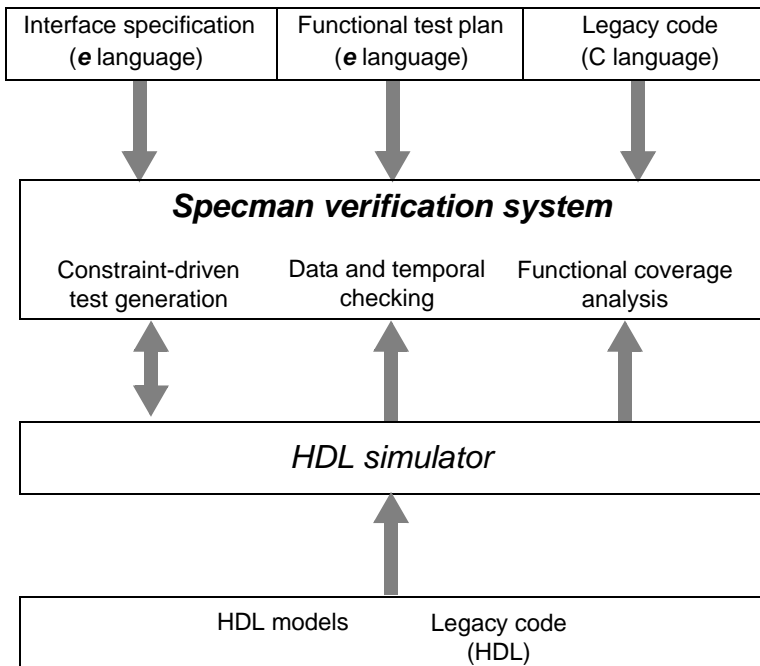 Interface specification
(e language)
Functional test plan
(e language)
Legacy code
(C language)
Specman verification system
Constraint-driven
test generation
Data and temporal
checking
Functional coverage
analysis
HDL simulator
HDL models
Legacy code
(HDL)